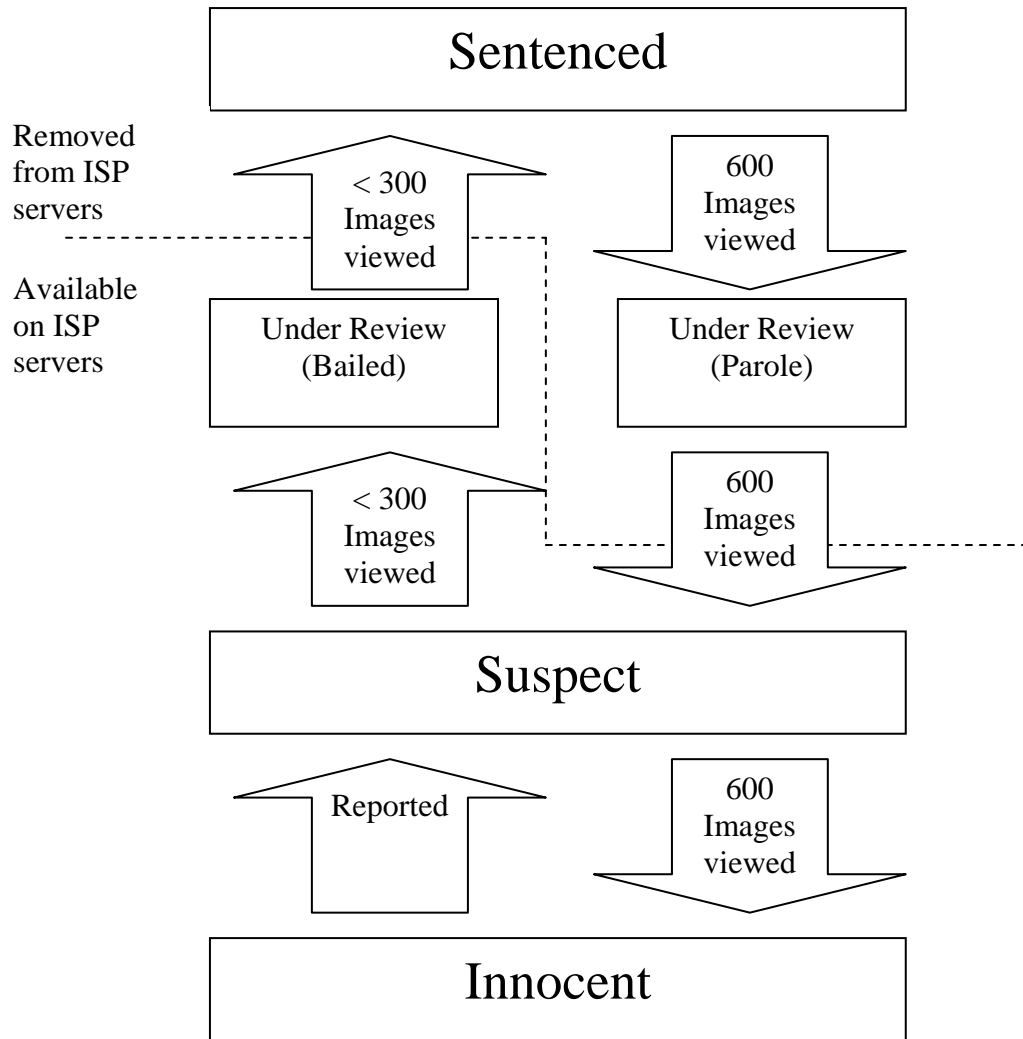 Sentenced
Removed
from ISP
servers
< 300
Images
viewed
600
Images
viewed
Available
on ISP
servers
Under Review
(Bailed)
Under Review
(Parole)
< 300
Images
viewed
600
Images
viewed
Suspect
Reported
600
Images
viewed
Innocent